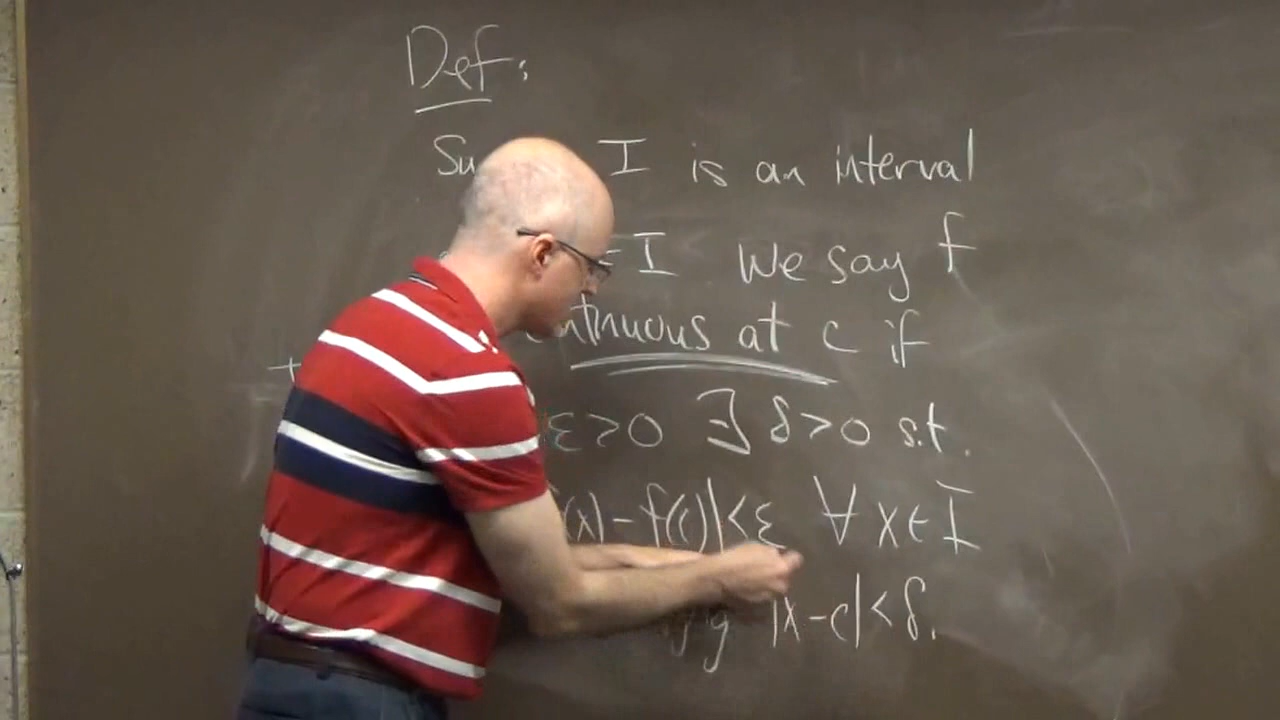 Def:
I is an interval
I We say f
at c if
ε>0 ∃ δ>0 s.t.
(x)-f(c)|<ε ∀ x∈I
|x-c|<δ.